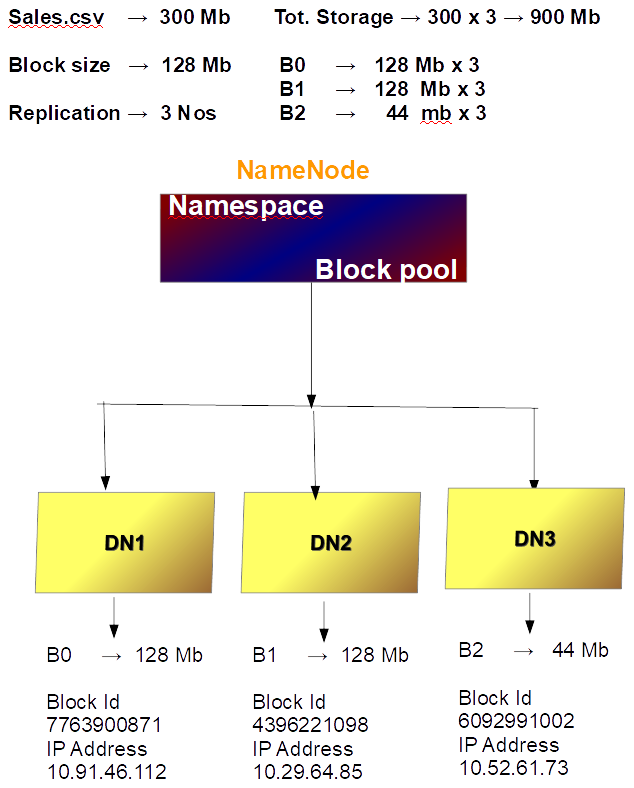 Sales.csv → 300 Mb Tot. Storage → 300 x 3 → 900 Mb
Block size → 128 Mb B0 → 128 Mb x 3
B1 → 128 Mb x 3
Replication → 3 Nos B2 → 44 mb x 3
NameNode
Namespace
Block pool
DN1 DN2 DN3
B0 → 128 Mb B1 → 128 Mb B2 → 44 Mb
Block Id Block Id Block Id
7763900871 4396221098 6092991002
IP Address IP Address IP Address
10.91.46.112 10.29.64.85 10.52.61.73